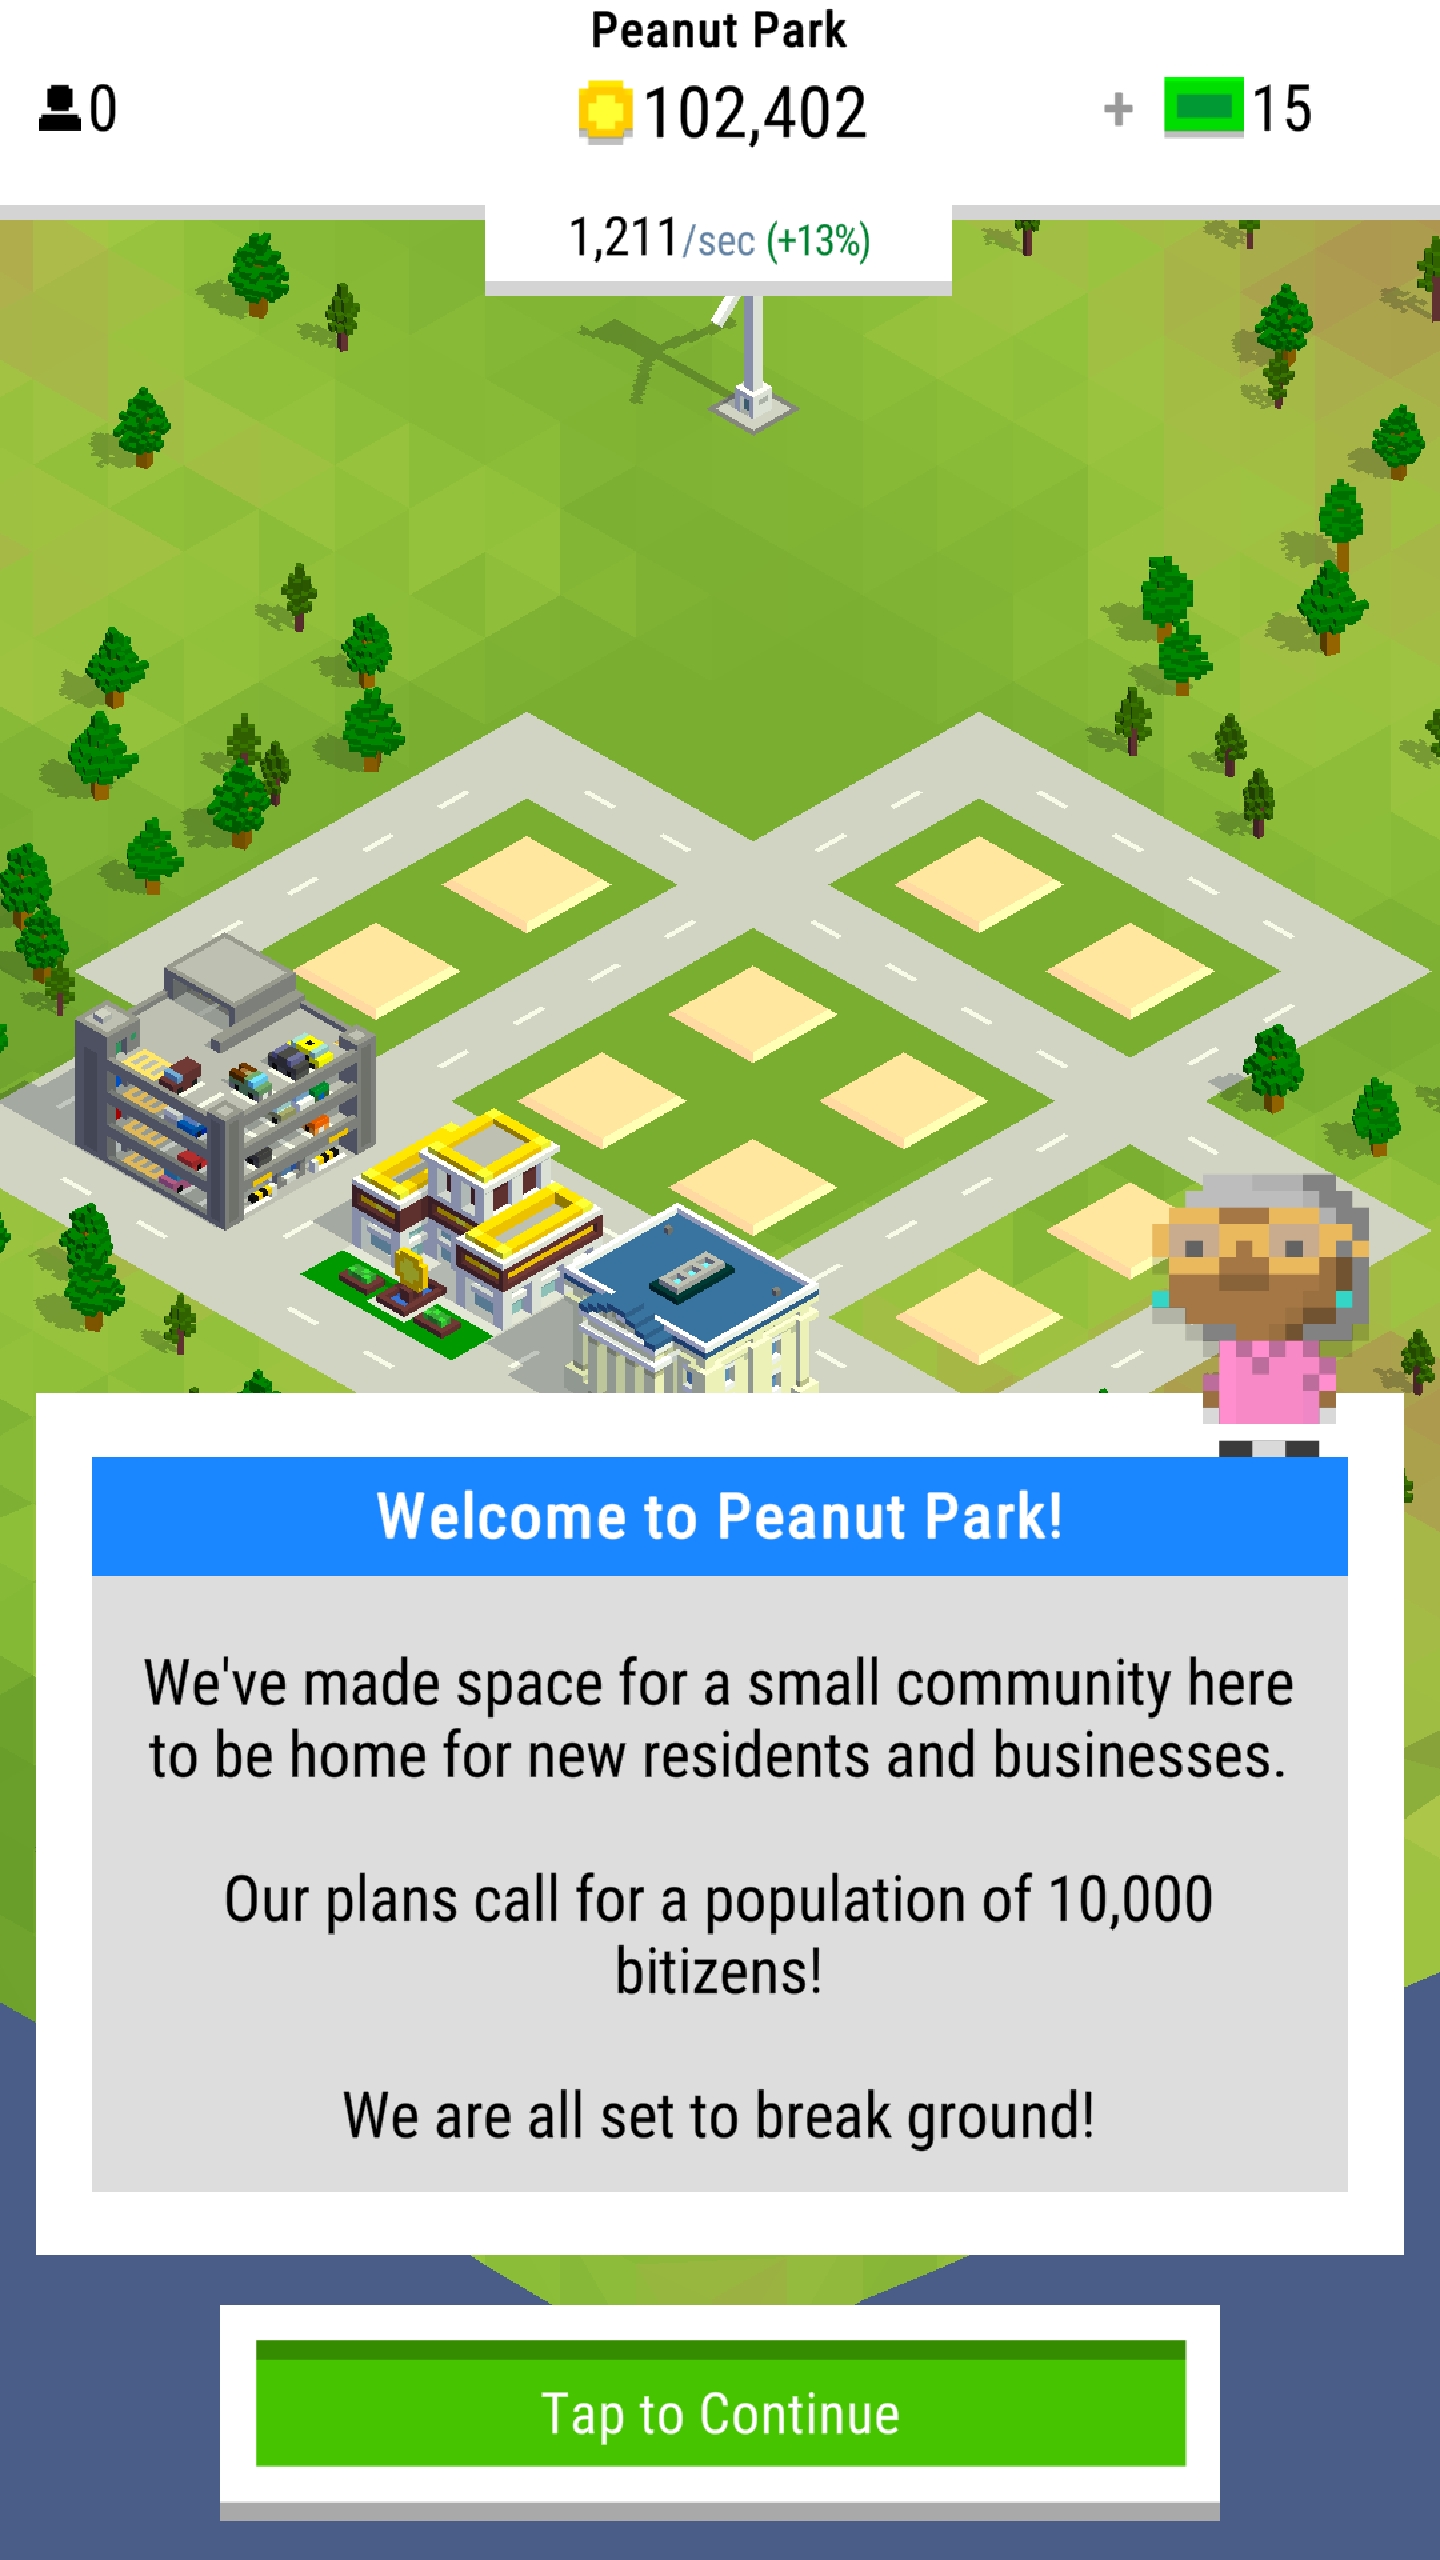 Peanut Park
0
102,402
+ 15
1,211/sec (+13%)
Welcome to Peanut Park!
We've made space for a small community here
to be home for new residents and businesses.
Our plans call for a population of 10,000
bitizens!
We are all set to break ground!
Tap to Continue